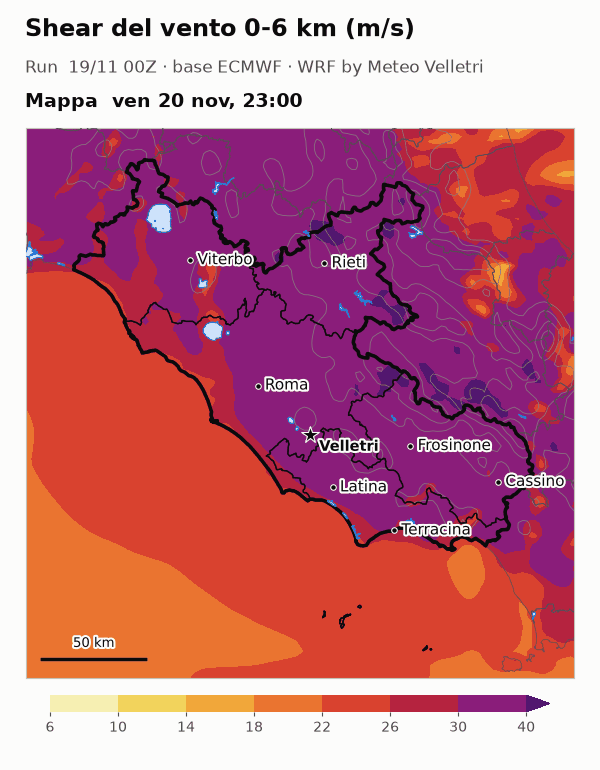 Shear del vento 0-6 km (m/s)
Run 19/11 00Z · base ECMWF · WRF by Meteo Velletri
Mappa ven 20 nov, 23:00
Viterbo
Rieti
Roma
Velletri
Frosinone
Cassino
Latina
Terracina
50 km
6 10 14 18 22 26 30 40